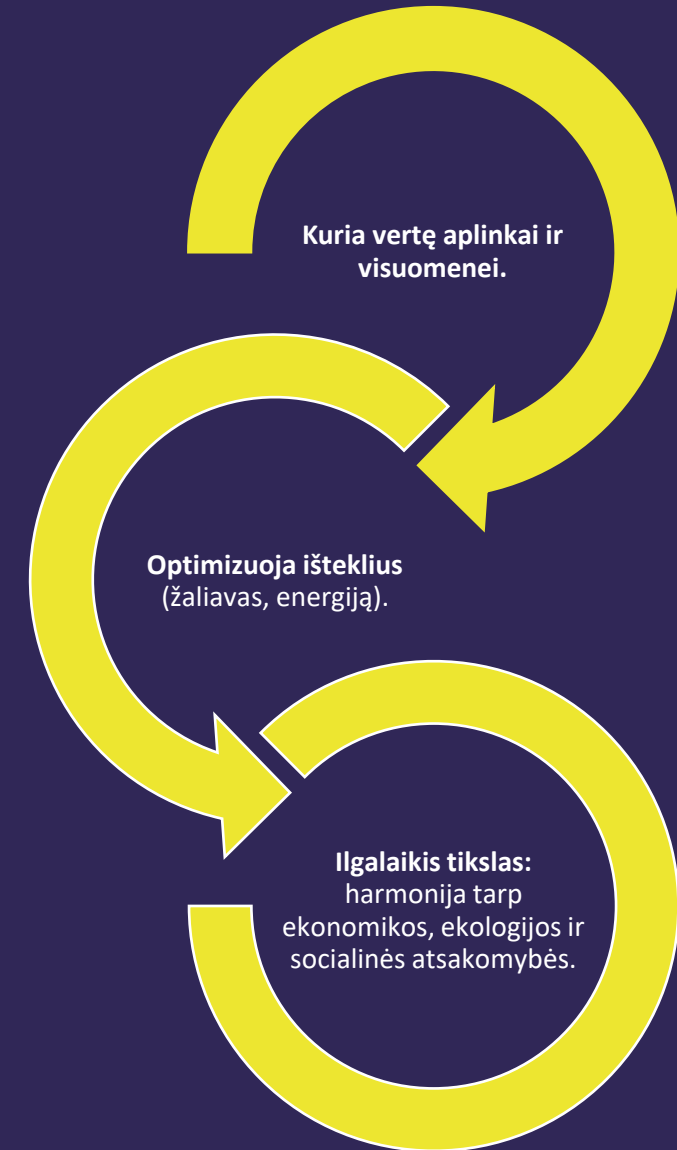 Kuria vertę aplinkai ir
visuomenei.
Optimizuoja išteklius
(žaliavas, energiją).
Ilgalaikis tikslas:
harmonija tarp
ekonomikos, ekologijos ir
socialinės atsakomybės.